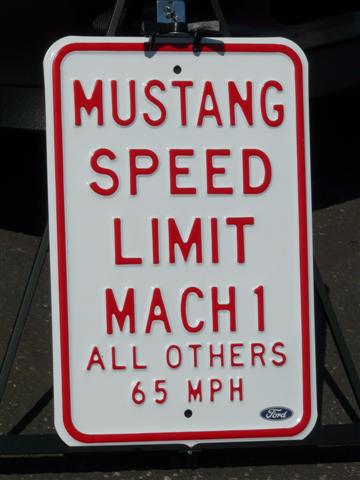 MUSTANG
SPEED
LIMIT
MACH 1
ALL OTHERS
65 MPH
Ford